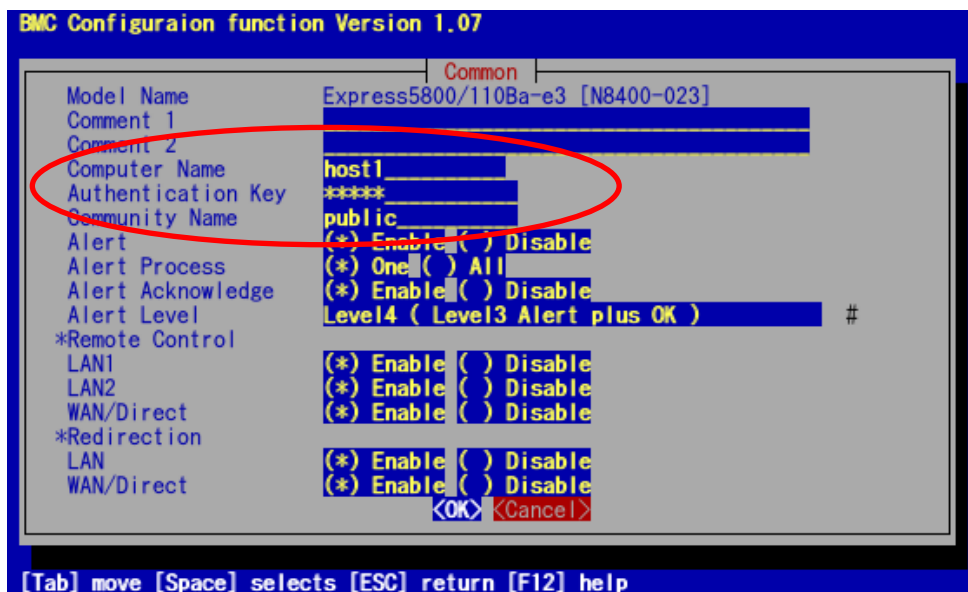 BMC Configuraion function Version 1.07
Common
Model Name Express5800/110Ba-e3 [N8400-023]
Comment 1
Comment 2
Computer Name host1
Authentication Key *****
Community Name public
Alert (*) Enable ( ) Disable
Alert Process (*) One ( ) All
Alert Acknowledge (*) Enable ( ) Disable
Alert Level Level4 ( Level3 Alert plus OK ) #
*Remote Control
LAN1 (*) Enable ( ) Disable
LAN2 (*) Enable ( ) Disable
WAN/Direct (*) Enable ( ) Disable
*Redirection
LAN (*) Enable ( ) Disable
WAN/Direct (*) Enable ( ) Disable
<OK> <Cancel>
[Tab] move [Space] selects [ESC] return [F12] help